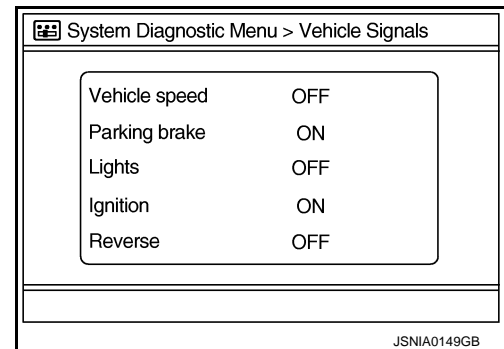 System Diagnostic Menu > Vehicle Signals
Vehicle speed OFF
Parking brake ON
Lights OFF
Ignition ON
Reverse OFF
JSNIA0149GB